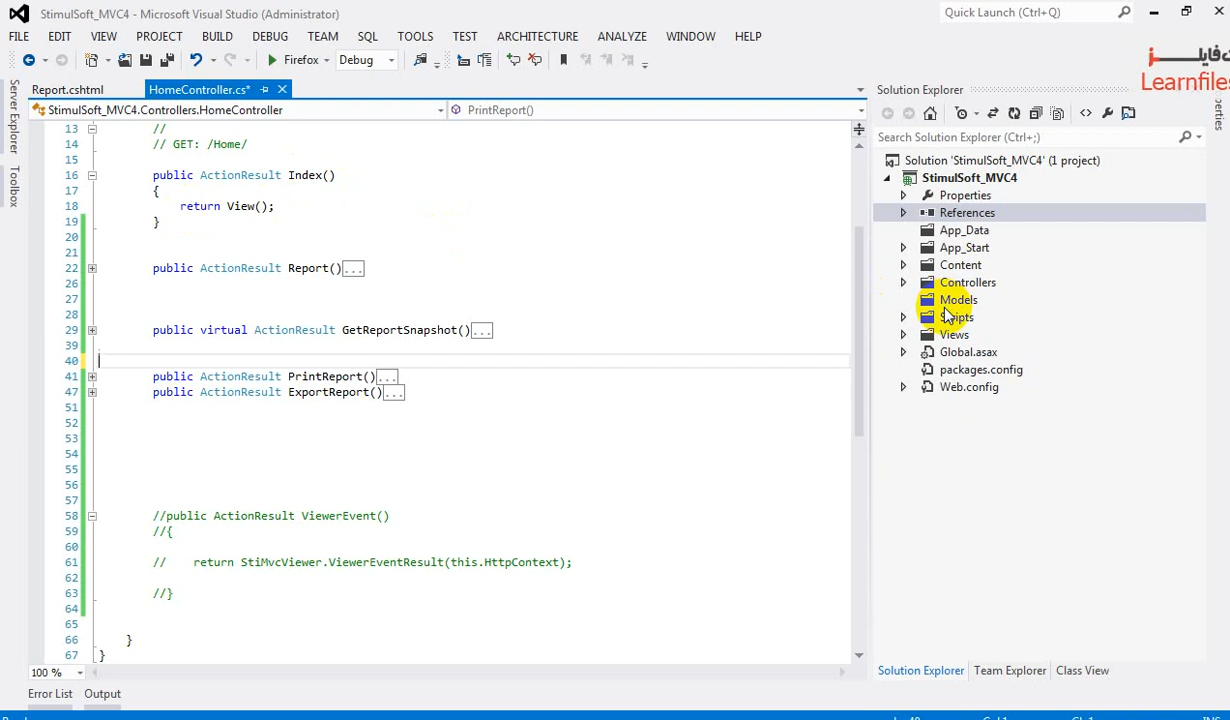 StimulSoft_MVC4 - Microsoft Visual Studio (Administrator)
Quick Launch (Ctrl+Q)
FILE EDIT VIEW PROJECT BUILD DEBUG TEAM SQL TOOLS TEST ARCHITECTURE ANALYZE WINDOW HELP
Firefox Debug
Learnfiles
Server Explorer
Toolbox
Report.cshtml HomeController.cs*
StimulSoft_MVC4.Controllers.HomeController PrintReport()
13 //
14 // GET: /Home/
15
16 public ActionResult Index()
17 {
18 return View();
19 }
20
21
22 public ActionResult Report()...
26
27
28
29 public virtual ActionResult GetReportSnapshot()...
39
40
41 public ActionResult PrintReport()...
47 public ActionResult ExportReport()...
51
52
53
54
55
56
57
58 //public ActionResult ViewerEvent()
59 //{
60
61 // return StiMvcViewer.ViewerEventResult(this.HttpContext);
62
63 //}
64
65
66 }
67 }
100 %
Error List Output
Solution Explorer
Search Solution Explorer (Ctrl+;)
Solution 'StimulSoft_MVC4' (1 project)
StimulSoft_MVC4
Properties
References
App_Data
App_Start
Content
Controllers
Models
Scripts
Views
Global.asax
packages.config
Web.config
Solution Explorer Team Explorer Class View